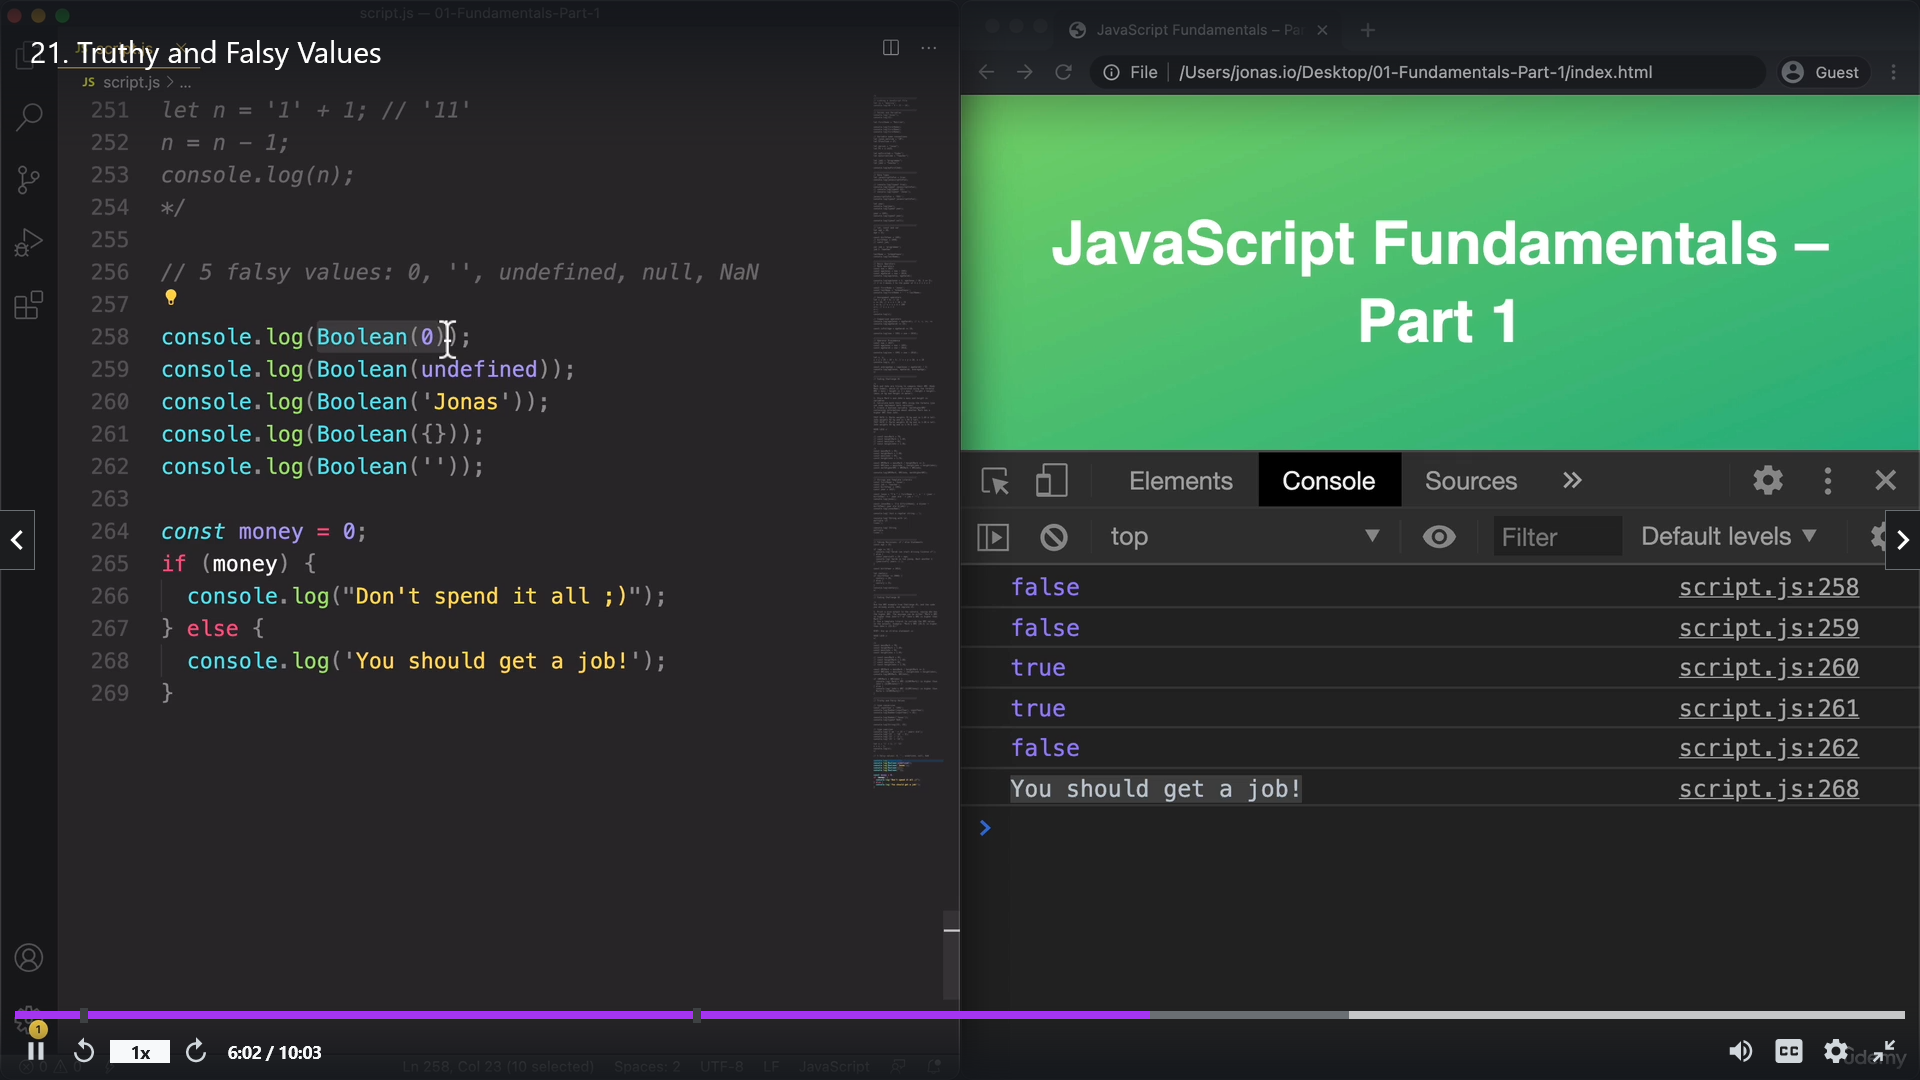 script.js — 01-Fundamentals-Part-1
21. Truthy and Falsy Values
JS script.js > ...
251 let n = '1' + 1; // '11'
252 n = n - 1;
253 console.log(n);
254 */
255
256 // 5 falsy values: 0, '', undefined, null, NaN
257
258 console.log(Boolean(0));
259 console.log(Boolean(undefined));
260 console.log(Boolean('Jonas'));
261 console.log(Boolean({}));
262 console.log(Boolean(''));
263
264 const money = 0;
265 if (money) {
266 console.log("Don't spend it all ;)");
267 } else {
268 console.log('You should get a job!');
269 }
JavaScript Fundamentals – Pa
File | /Users/jonas.io/Desktop/01-Fundamentals-Part-1/index.html
Guest
JavaScript Fundamentals –
Part 1
Elements Console Sources »
top Filter Default levels
false script.js:258
false script.js:259
true script.js:260
true script.js:261
false script.js:262
You should get a job! script.js:268
1
1x 6:02 / 10:03
CC
Ln 258, Col 23 (10 selected) Spaces: 2 UTF-8 LF JavaScript
udemy